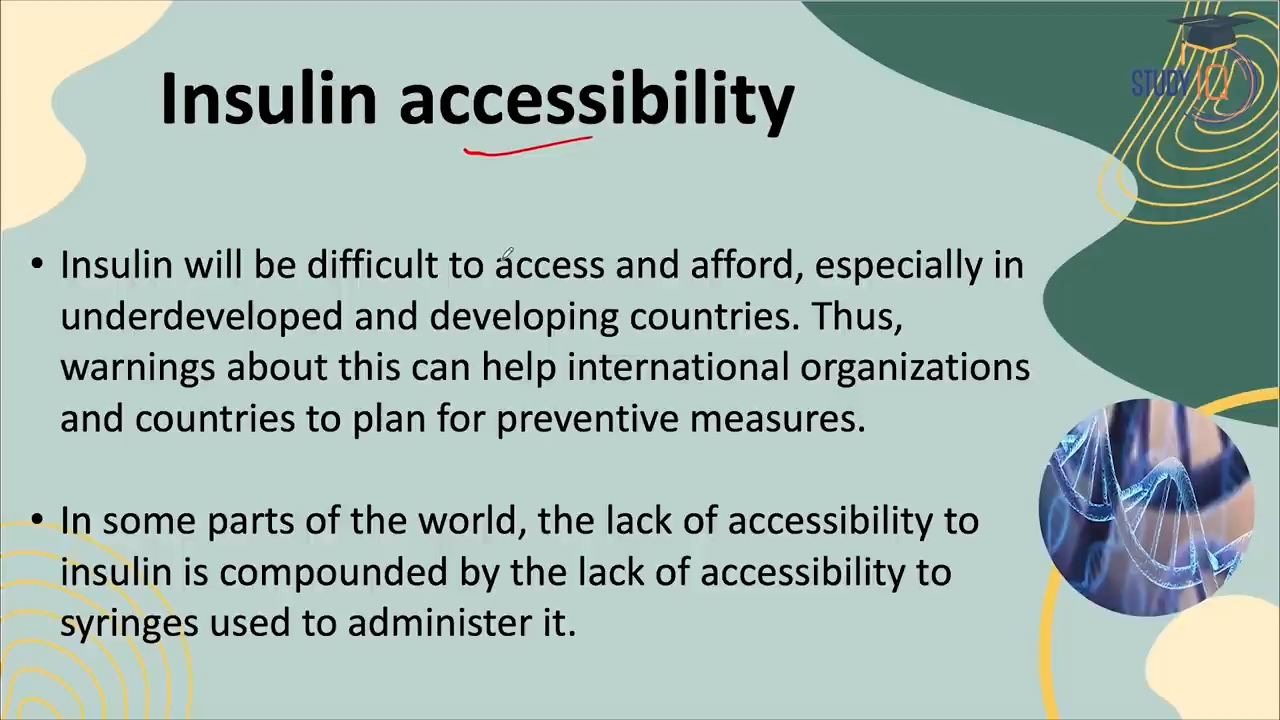 Insulin accessibility
STUDY IQ
• Insulin will be difficult to access and afford, especially in
underdeveloped and developing countries. Thus,
warnings about this can help international organizations
and countries to plan for preventive measures.
• In some parts of the world, the lack of accessibility to
insulin is compounded by the lack of accessibility to
syringes used to administer it.